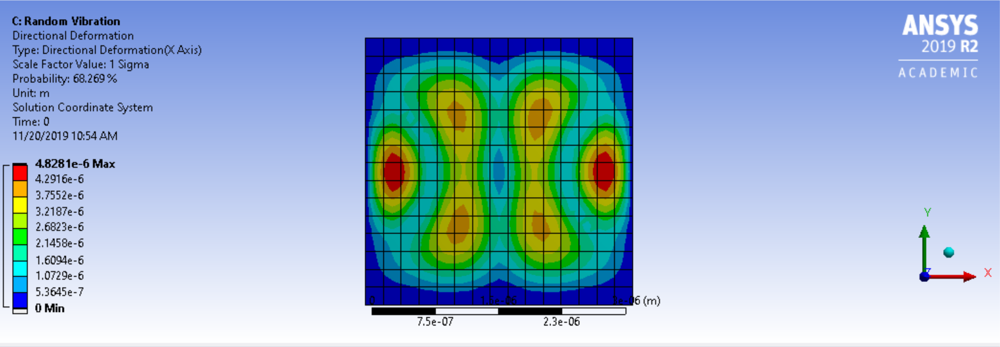 C: Random Vibration
Directional Deformation
Type: Directional Deformation(X Axis)
Scale Factor Value: 1 Sigma
Probability: 68.269 %
Unit: m
Solution Coordinate System
Time: 0
11/20/2019 10:54 AM
4.8281e-6 Max
4.2916e-6
3.7552e-6
3.2187e-6
2.6823e-6
2.1458e-6
1.6094e-6
1.0729e-6
5.3645e-7
0 Min
ANSYS
2019 R2
ACADEMIC
0 1.5e-06 3e-06 (m)
7.5e-07 2.3e-06
Y
Z X